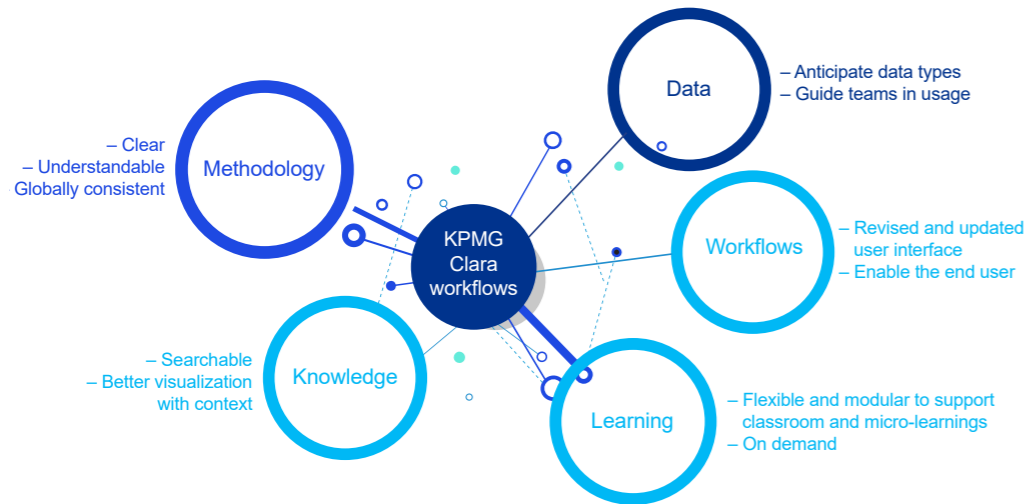 Data
– Anticipate data types
– Guide teams in usage
– Clear
– Understandable
Globally consistent
Methodology
KPMG
Clara
workflows
Workflows
– Revised and updated
user interface
– Enable the end user
– Searchable
– Better visualization
with context
Knowledge
Learning
– Flexible and modular to support
classroom and micro-learnings
– On demand